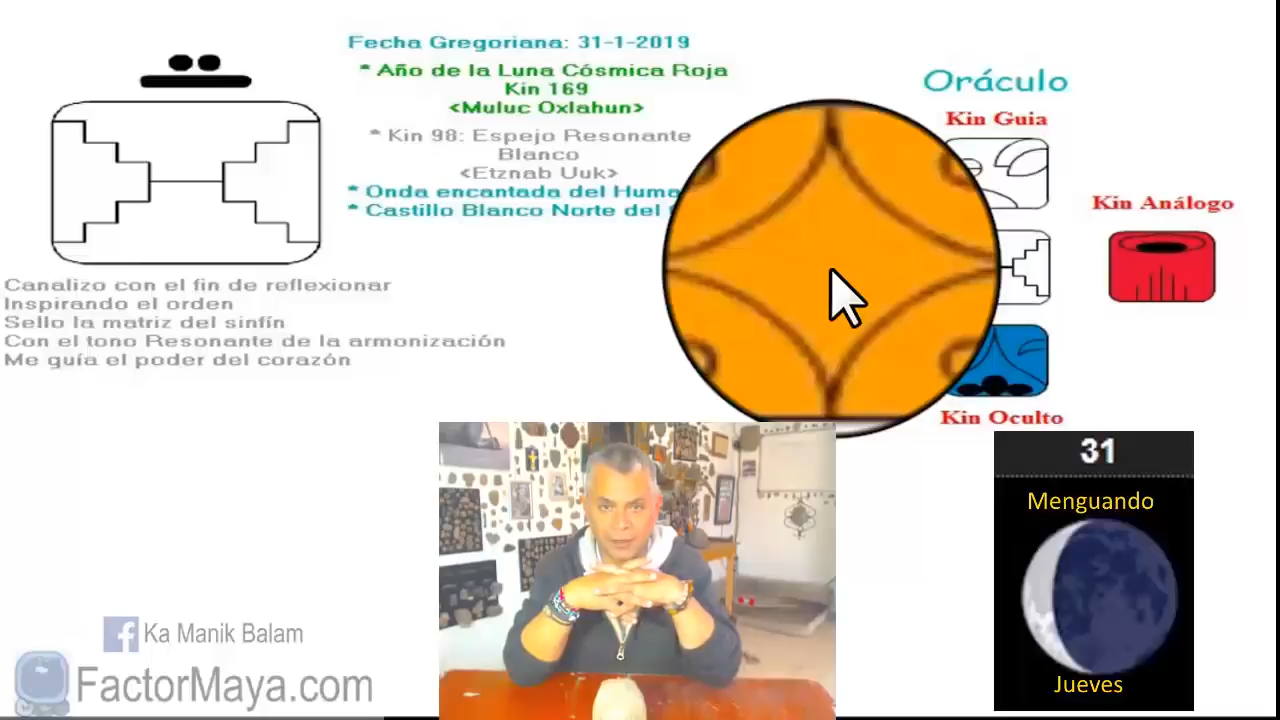 Fecha Gregoriana: 31-1-2019
* Año de la Luna Cósmica Roja
Kin 169
<Muluc Oxlahun>
* Kin 98: Espejo Resonante
Blanco
<Etznab Uuk>
* Onda encantada del Huma
* Castillo Blanco Norte del
Canalizo con el fin de reflexionar
Inspirando el orden
Sello la matriz del sinfín
Con el tono Resonante de la armonización
Me guía el poder del corazón
Oráculo
Kin Guia
Kin Análogo
Kin Oculto
31
Menguando
Jueves
Ka Manik Balam
FactorMaya.com